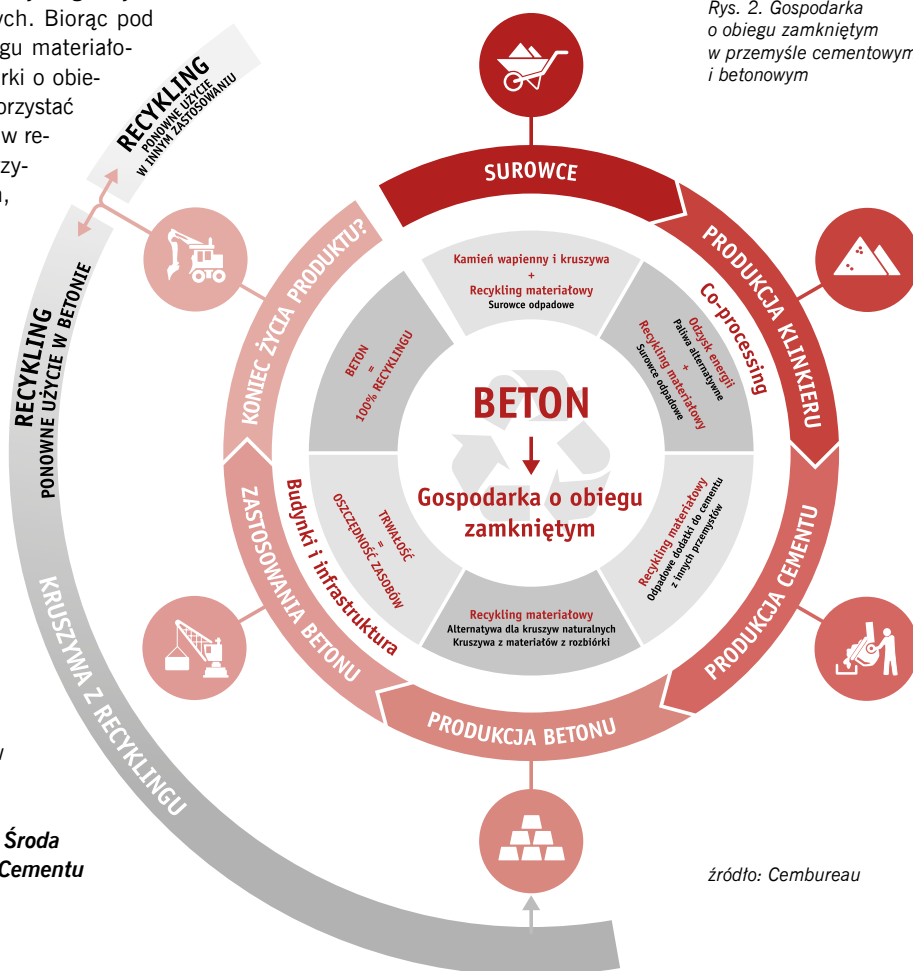 ych. Biorąc pod
gu materiało-
rki o obie-
orzystać
w re-
zy-
Rys. 2. Gospodarka
o obiegu zamkniętym
w przemyśle cementowym
i betonowym
RECYKLING
PONOWNE UŻYCIE
W INNYM ZASTOSOWANIU
RECYKLING
PONOWNE UŻYCIE W BETONIE
KRUSZYWA Z RECYKLINGU
SUROWCE
PRODUKCJA KLINKIERU
PRODUKCJA CEMENTU
PRODUKCJA BETONU
ZASTOSOWANIA BETONU
KONIEC ŻYCIA PRODUKTU?
Kamień wapienny i kruszywa
+
Recykling materiałowy
Surowce odpadowe
Co-processing
Odzysk energii
Paliwa alternatywne
+
Recykling materiałowy
Surowce odpadowe
Recykling materiałowy
Odpadowe dodatki do cementu
z innych przemysłów
Recykling materiałowy
Alternatywa dla kruszyw naturalnych
Kruszywa z materiałów z rozbiórki
Budynki i infrastruktura
TRWAŁOŚĆ
=
OSZCZĘDNOŚĆ ZASOBÓW
BETON
=
100% RECYKLINGU
BETON
Gospodarka o obiegu
zamkniętym
Środa
Cementu
źródło: Cembureau